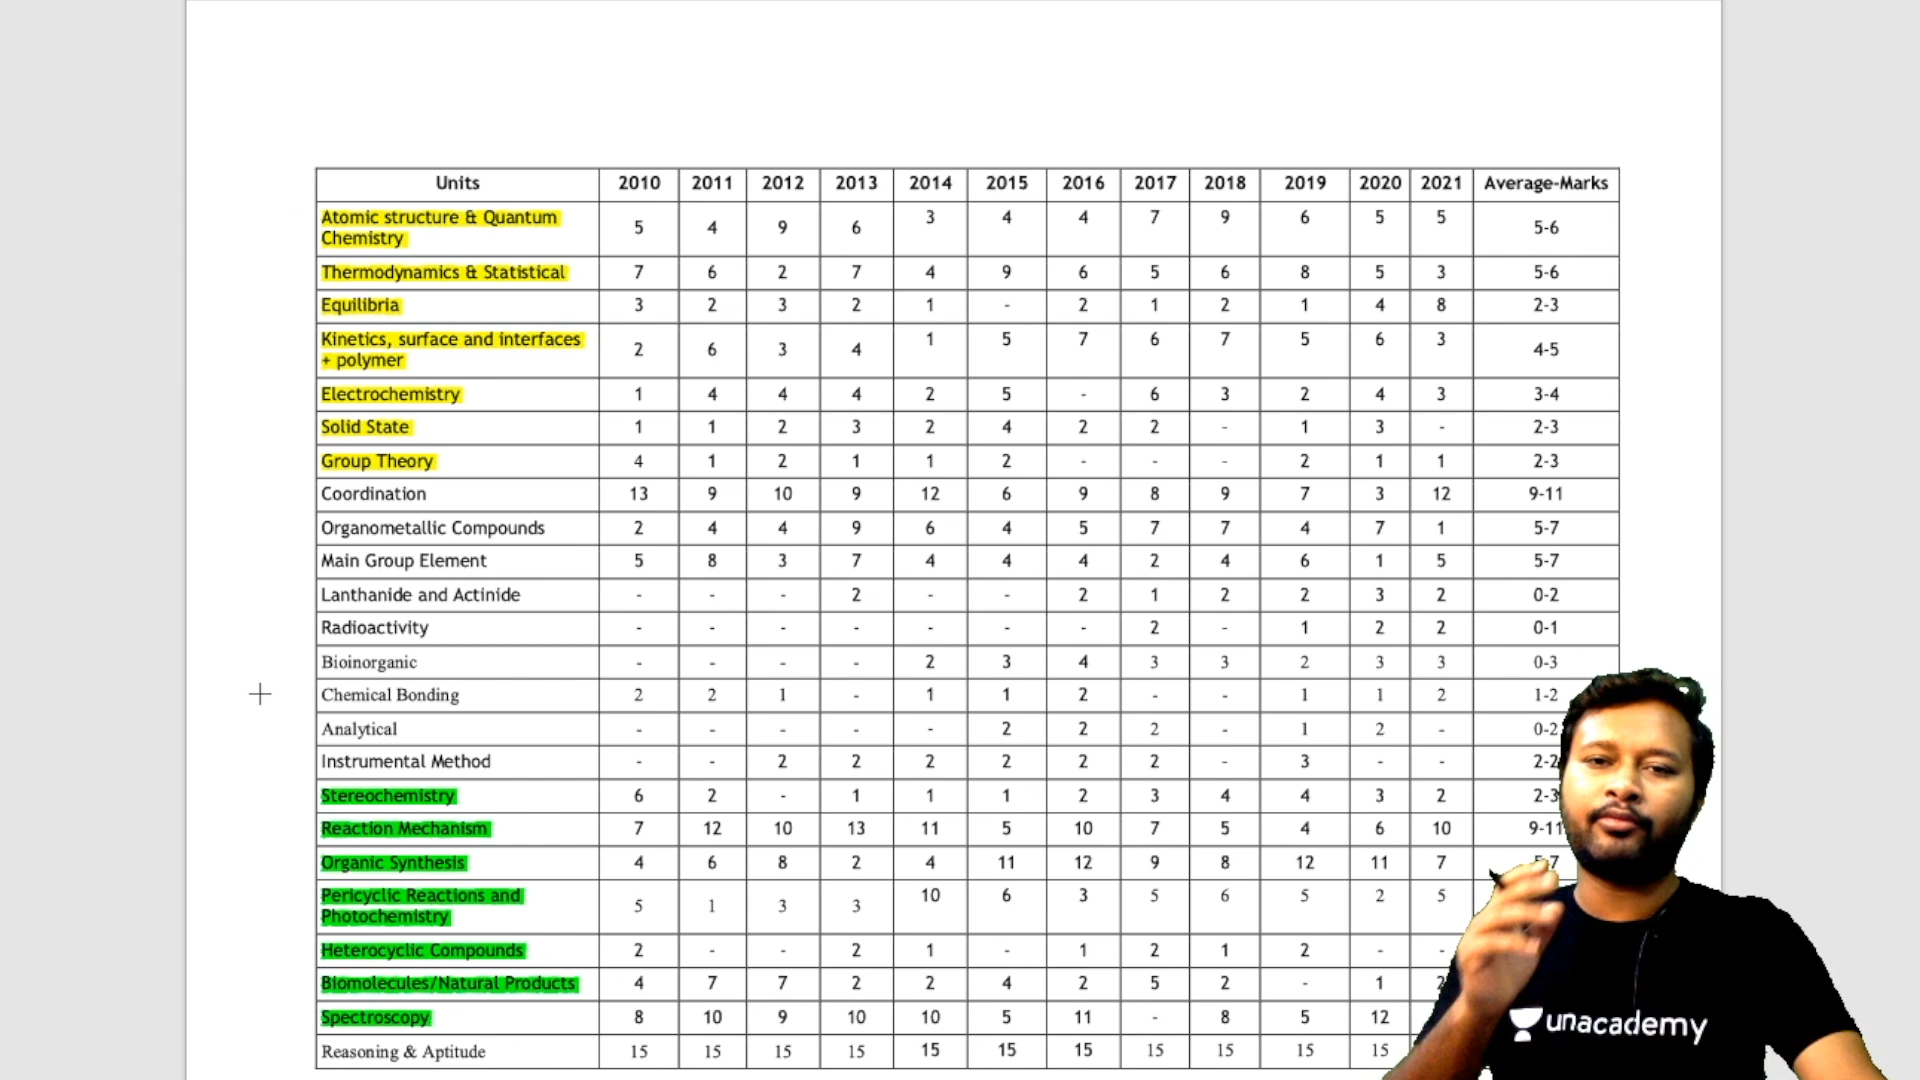 Units 2010 2011 2012 2013 2014 2015 2016 2017 2018 2019 2020 2021 Average-Marks
Atomic structure & Quantum
Chemistry 5 4 9 6 3 4 4 7 9 6 5 5 5-6
Thermodynamics & Statistical 7 6 2 7 4 9 6 5 6 8 5 3 5-6
Equilibria 3 2 3 2 1 - 2 1 2 1 4 8 2-3
Kinetics, surface and interfaces
+ polymer 2 6 3 4 1 5 7 6 7 5 6 3 4-5
Electrochemistry 1 4 4 4 2 5 - 6 3 2 4 3 3-4
Solid State 1 1 2 3 2 4 2 2 - 1 3 - 2-3
Group Theory 4 1 2 1 1 2 - - - 2 1 1 2-3
Coordination 13 9 10 9 12 6 9 8 9 7 3 12 9-11
Organometallic Compounds 2 4 4 9 6 4 5 7 7 4 7 1 5-7
Main Group Element 5 8 3 7 4 4 4 2 4 6 1 5 5-7
Lanthanide and Actinide - - - 2 - - 2 1 2 2 3 2 0-2
Radioactivity - - - - - - - 2 - 1 2 2 0-1
Bioinorganic - - - - 2 3 4 3 3 2 3 3 0-3
Chemical Bonding 2 2 1 - 1 1 2 - - 1 1 2 1-2
Analytical - - - - - 2 2 2 - 1 2 - 0-2
Instrumental Method - - 2 2 2 2 2 2 - 3 - - 2-2
Stereochemistry 6 2 - 1 1 1 2 3 4 4 3 2 2-3
Reaction Mechanism 7 12 10 13 11 5 10 7 5 4 6 10 9-11
Organic Synthesis 4 6 8 2 4 11 12 9 8 12 11 7
Pericyclic Reactions and
Photochemistry 5 1 3 3 10 6 3 5 6 5 2 5
Heterocyclic Compounds 2 - - 2 1 - 1 2 1 2 - -
Biomolecules/Natural Products 4 7 7 2 2 4 2 5 2 - 1
Spectroscopy 8 10 9 10 10 5 11 - 8 5 12
Reasoning & Aptitude 15 15 15 15 15 15 15 15 15 15 15
unacademy